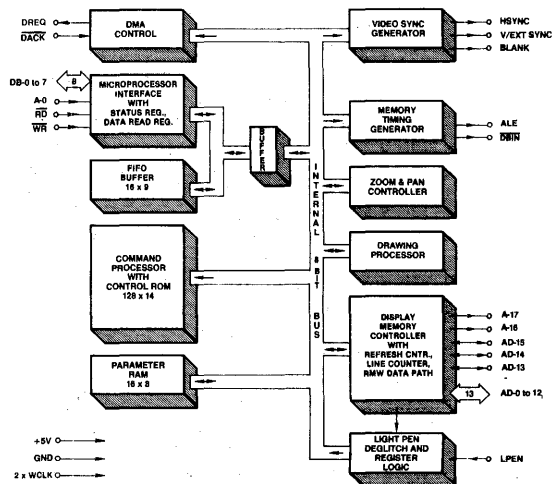 DREQ
DACK
DMA
CONTROL
DB-0 to 7
8
A-0
RD
WR
MICROPROCESSOR
INTERFACE
WITH
STATUS REG.,
DATA READ REG.
FIFO
BUFFER
16 x 9
BUFFER
COMMAND
PROCESSOR
WITH
CONTROL ROM
128 x 14
PARAMETER
RAM
16 x 8
+5V
GND
2 x WCLK
INTERNAL
8 BIT
BUS
VIDEO SYNC
GENERATOR
HSYNC
V/EXT SYNC
BLANK
MEMORY
TIMING
GENERATOR
ALE
DBIN
ZOOM & PAN
CONTROLLER
DRAWING
PROCESSOR
DISPLAY
MEMORY
CONTROLLER
WITH
REFRESH CNTR.,
LINE COUNTER,
RMW DATA PATH
A-17
A-16
AD-15
AD-14
AD-13
13
AD-0 to 12
LIGHT PEN
DEGLITCH AND
REGISTER
LOGIC
LPEN